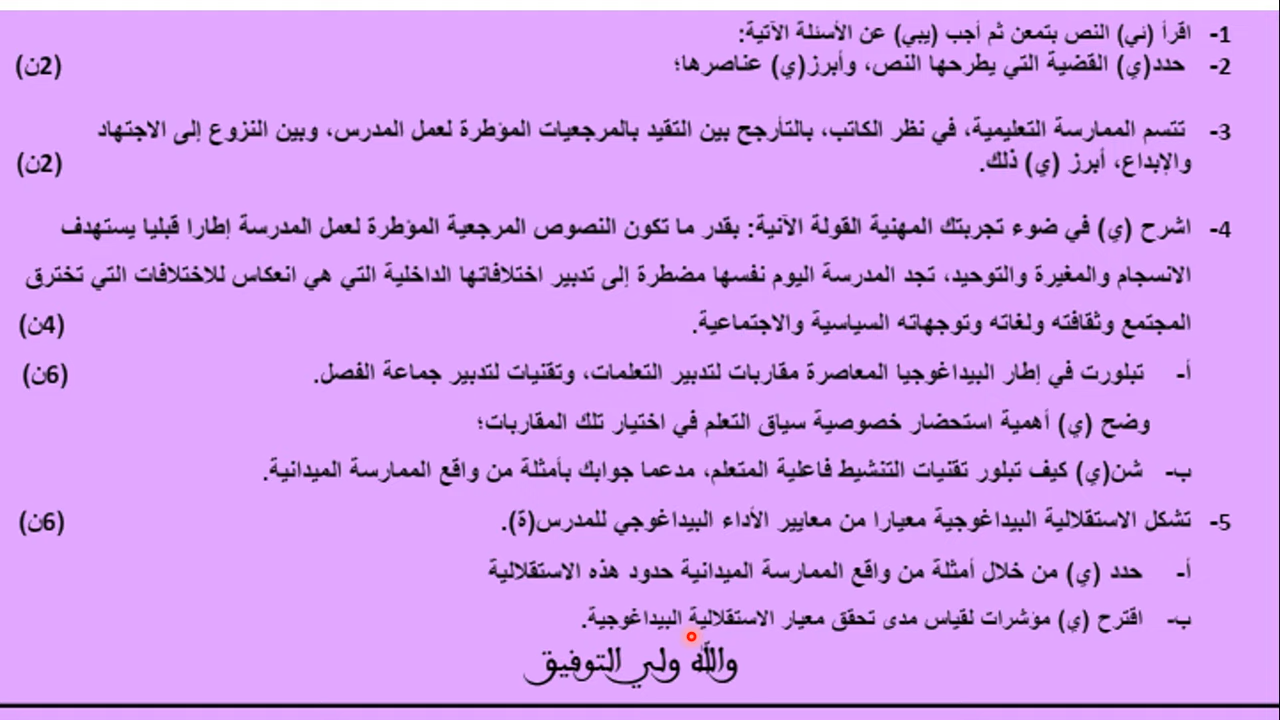 1- اقرأ (ئي) النص بتمعن ثم أجب (يبي) عن الأسئلة الآتية:
2- حدد(ي) القضية التي يطرحها النص، وأبرز(ي) عناصرها؛ (2ن)
3- تتسم الممارسة التعليمية، في نظر الكاتب، بالتأرجح بين التقيد بالمرجعيات المؤطرة لعمل المدرس، وبين النزوع إلى الاجتهاد
والإبداع، أبرز (ي) ذلك. (2ن)
4- اشرح (ي) في ضوء تجربتك المهنية القولة الآنية: بقدر ما تكون النصوص المرجعية المؤطرة لعمل المدرسة إطارا قبليا يستهدف
الانسجام والمغيرة والتوحيد، تجد المدرسة اليوم نفسها مضطرة إلى تدبير اختلافاتها الداخلية التي هي انعكاس للاختلافات التي تخترق
المجتمع وثقافته ولغاته وتوجهاته السياسية والاجتماعية. (4ن)
أ- تبلورت في إطار البيداغوجيا المعاصرة مقاربات لتدبير التعلمات، وتقنيات لتدبير جماعة الفصل. (6ن)
وضح (ي) أهمية استحضار خصوصية سياق التعلم في اختيار تلك المقاربات؛
ب- شن(ي) كيف تبلور تقنيات التنشيط فاعلية المتعلم، مدعما جوابك بأمثلة من واقع الممارسة الميدانية.
5- تشكل الاستقلالية البيداغوجية معيارا من معايير الأداء البيداغوجي للمدرس(ة). (6ن)
أ- حدد (ي) من خلال أمثلة من واقع الممارسة الميدانية حدود هذه الاستقلالية
ب- اقترح (ي) مؤشرات لقياس مدى تحقق معيار الاستقلالية البيداغوجية.
والله ولي التوفيق